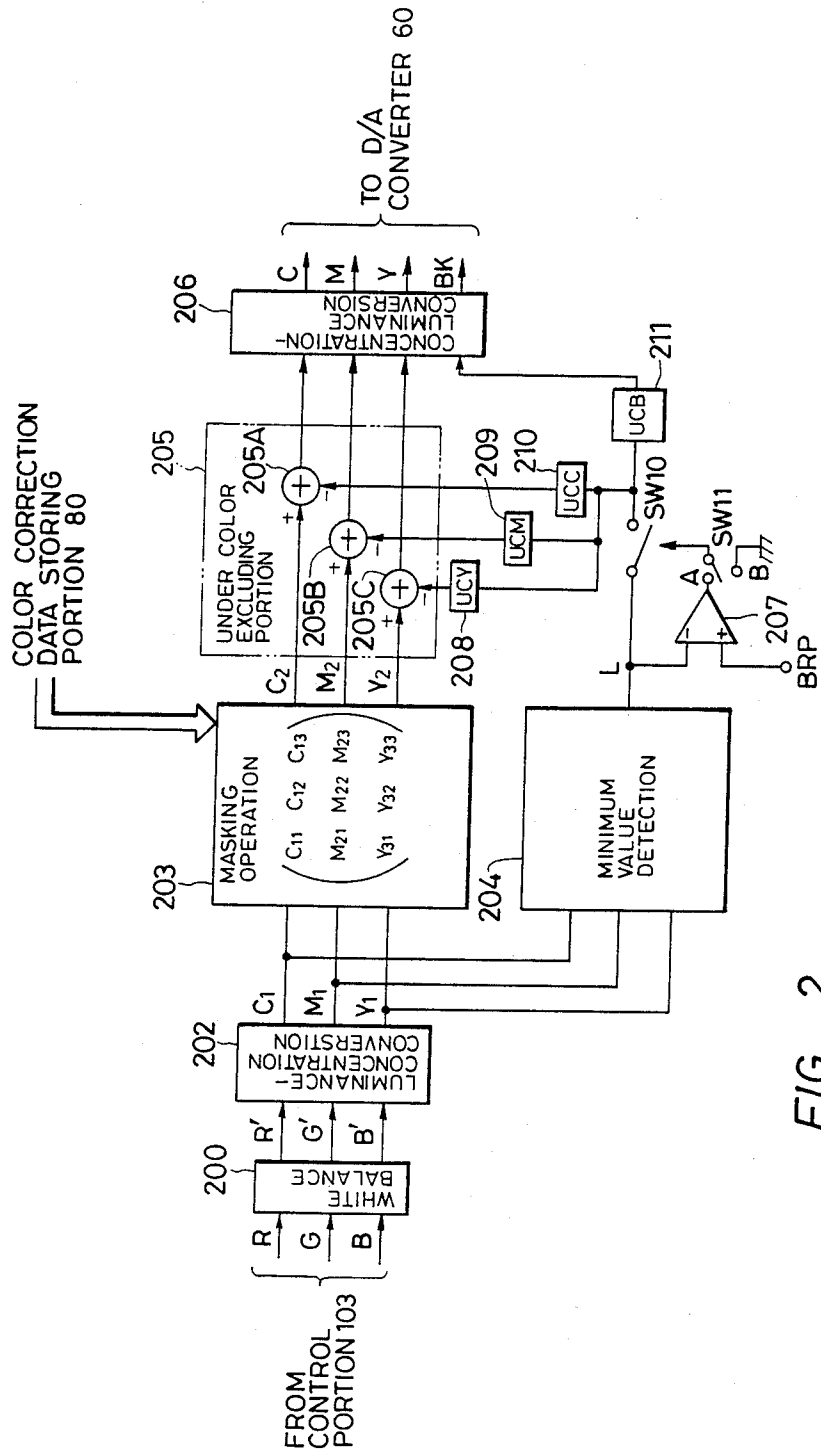 FROM
CONTROL
PORTION 103
R
G
B
200
WHITE
BALANCE
R'
G'
B'
202
LUMINANCE-
CONCENTRATION
CONVERSTION
C1
M1
Y1
COLOR CORRECTION
DATA STORING
PORTION 80
203
MASKING
OPERATION
C11 C12 C13
M21 M22 M23
Y31 Y32 Y33
204
MINIMUM
VALUE
DETECTION
C2
M2
Y2
205
UNDER COLOR
EXCLUDING
PORTION
205A
205B
205C
+
-
+
-
+
-
+
+
+
208
UCY
209
UCM
210
UCC
211
UCB
L
SW10
SW11
A
B
-
+
207
BRP
206
CONCENTRATION-
LUMINANCE
CONVERSION
C
M
Y
BK
TO D/A
CONVERTER 60
FIG. 2